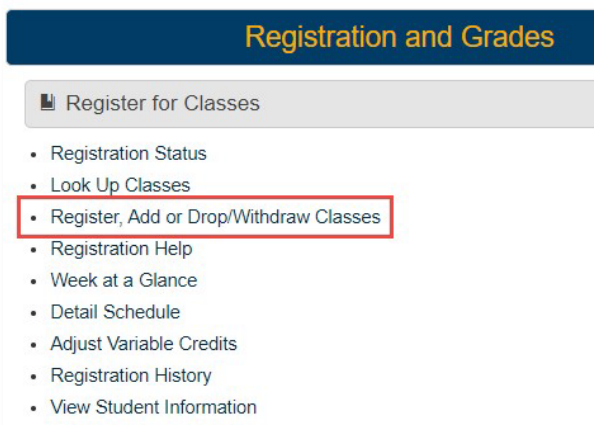 Registration and Grades
Register for Classes
Registration Status
Look Up Classes
Register, Add or Drop/Withdraw Classes
Registration Help
Week at a Glance
Detail Schedule
Adjust Variable Credits
Registration History
View Student Information